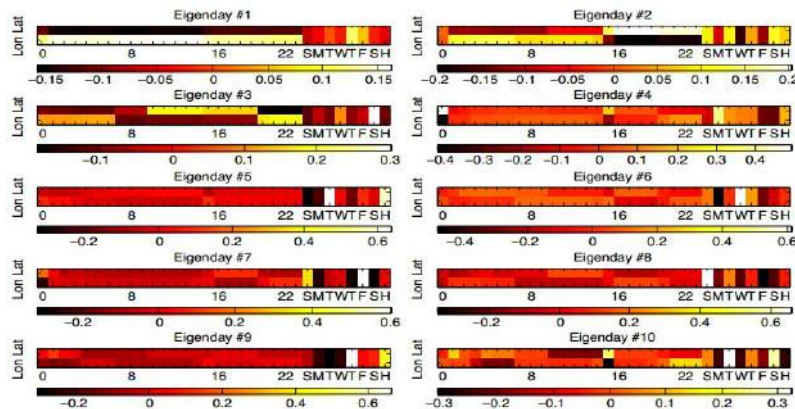 Eigenday #1
Lon Lat
0 8 16 22 SMTWTFSH
−0.15 −0.1 −0.05 0 0.05 0.1 0.15
Eigenday #2
Lon Lat
0 8 16 22 SMTWTFSH
−0.2 −0.15 −0.1 −0.05 0 0.05 0.1 0.15 0.2
Eigenday #3
Lon Lat
0 8 16 22 SMTWTFSH
−0.1 0 0.1 0.2 0.3
Eigenday #4
Lon Lat
0 8 16 22 SMTWTFSH
−0.4 −0.3 −0.2 −0.1 0 0.1 0.2 0.3 0.4
Eigenday #5
Lon Lat
0 8 16 22 SMTWTFSH
−0.2 0 0.2 0.4 0.6
Eigenday #6
Lon Lat
0 8 16 22 SMTWTFSH
−0.4 −0.2 0 0.2 0.4 0.6
Eigenday #7
Lon Lat
0 8 16 22 SMTWTFSH
−0.2 0 0.2 0.4 0.6
Eigenday #8
Lon Lat
0 8 16 22 SMTWTFSH
−0.2 0 0.2 0.4 0.6
Eigenday #9
Lon Lat
0 8 16 22 SMTWTFSH
−0.2 0 0.2 0.4 0.6
Eigenday #10
Lon Lat
0 8 16 22 SMTWTFSH
−0.3 −0.2 −0.1 0 0.1 0.2 0.3